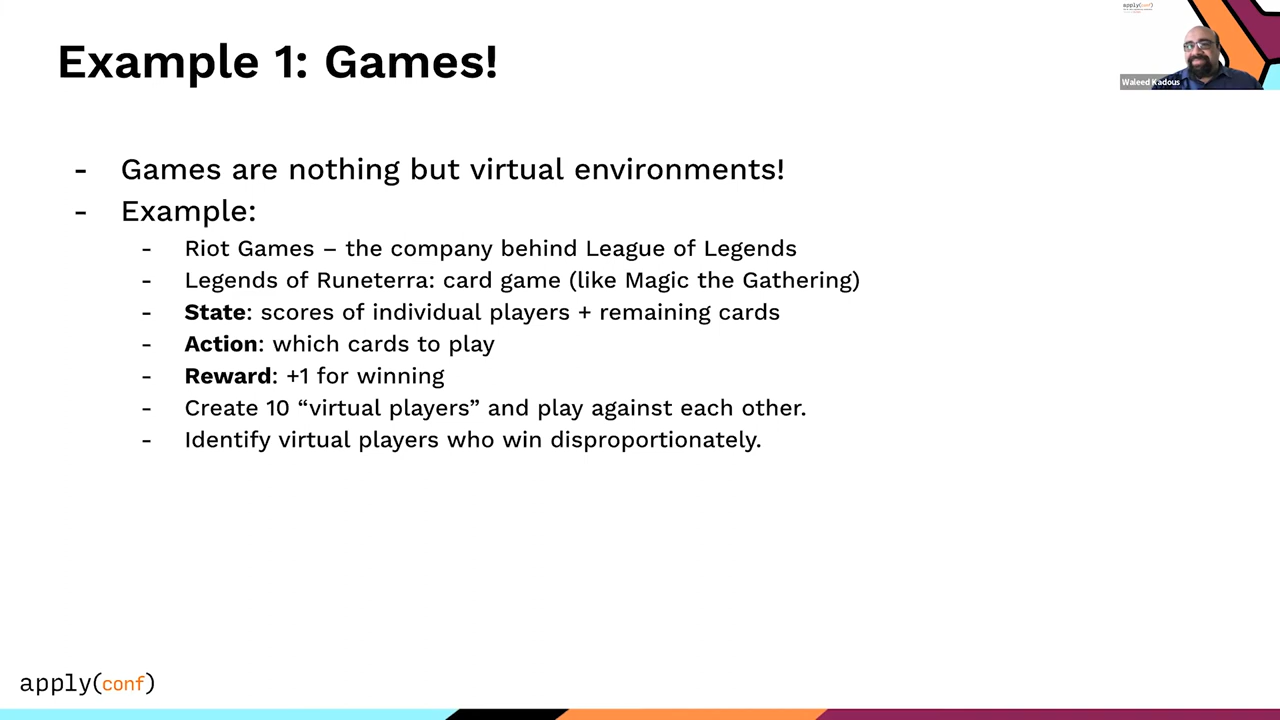 Example 1: Games!
apply(conf)
Waleed Kadous
- Games are nothing but virtual environments!
- Example:
- Riot Games – the company behind League of Legends
- Legends of Runeterra: card game (like Magic the Gathering)
- State: scores of individual players + remaining cards
- Action: which cards to play
- Reward: +1 for winning
- Create 10 “virtual players” and play against each other.
- Identify virtual players who win disproportionately.
apply(conf)